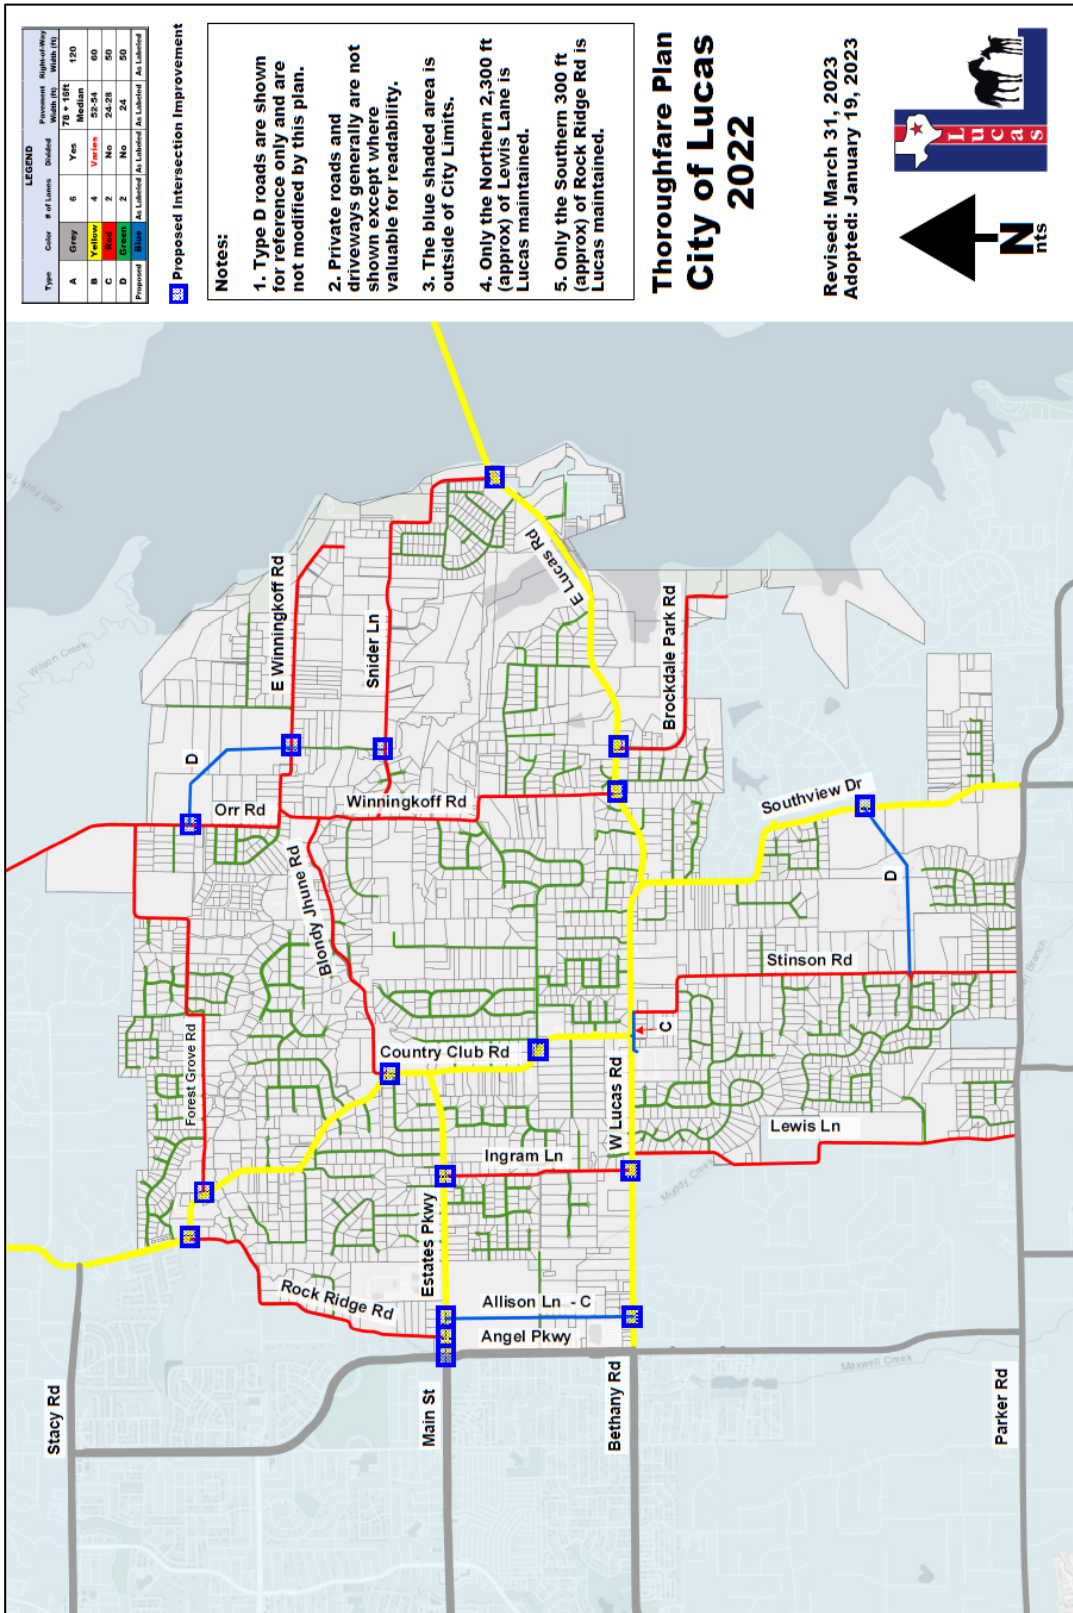 LEGEND
Type Color # of Lanes Divided Pavement Width (ft) Right-of-Way Width (ft)
A Grey 6 Yes 78 + 16ft Median 120
B Yellow 4 Varies 52-54 60
C Red 2 No 24-28 50
D Green 2 No 24 50
Proposed Blue As Labeled As Labeled As Labeled As Labeled
Proposed Intersection Improvement
Notes:
1. Type D roads are shown
for reference only and are
not modified by this plan.
2. Private roads and
driveways generally are not
shown except where
valuable for readability.
3. The blue shaded area is
outside of City Limits.
4. Only the Northern 2,300 ft
(approx) of Lewis Lane is
Lucas maintained.
5. Only the Southern 300 ft
(approx) of Rock Ridge Rd is
Lucas maintained.
Thoroughfare Plan
City of Lucas
2022
Revised: March 31, 2023
Adopted: January 19, 2023
Lucas
N
nts
Stacy Rd
Main St
Bethany Rd
Parker Rd
Rock Ridge Rd
Estates Pkwy
Allison Ln - C
Angel Pkwy
Maxwell Creek
Forest Grove Rd
Country Club Rd
Ingram Ln
W Lucas Rd
Muddy Creek
Lewis Ln
C
Stinson Rd
Blondy Jhune Rd
Orr Rd
D
Winningkoff Rd
Southview Dr
D
E Winningkoff Rd
Snider Ln
Brockdale Park Rd
E Lucas Rd
Wilson Creek